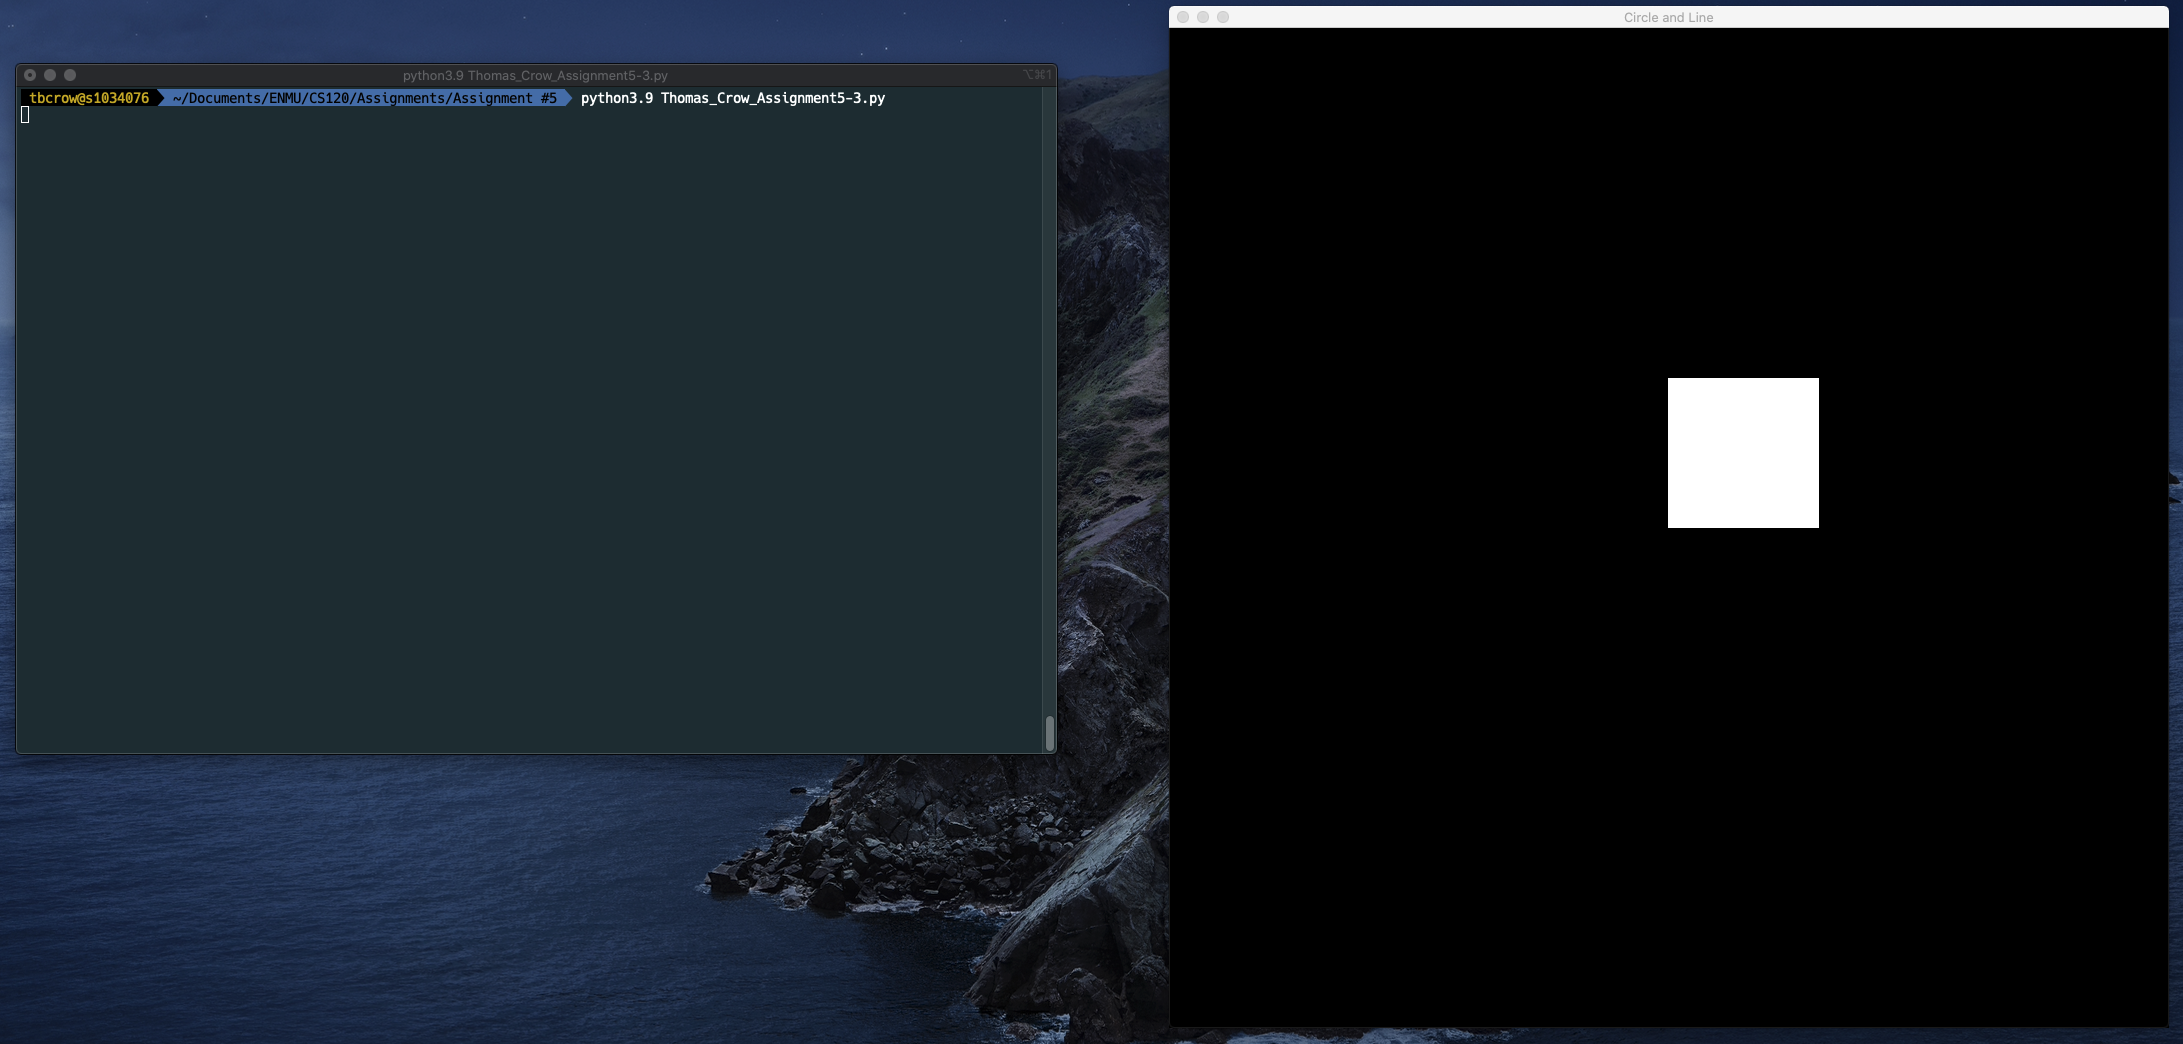 python3.9 Thomas_Crow_Assignment5-3.py
⌥⌘1
tbcrow@s1034076 ~/Documents/ENMU/CS120/Assignments/Assignment #5 python3.9 Thomas_Crow_Assignment5-3.py
Circle and Line